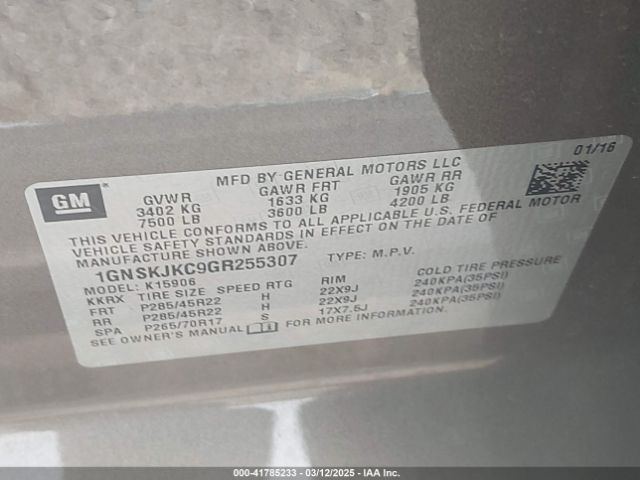 01/16
MFD BY GENERAL MOTORS LLC
GM
GVWR GAWR FRT GAWR RR
3402 KG 1633 KG 1905 KG
7500 LB 3600 LB 4200 LB
THIS VEHICLE CONFORMS TO ALL APPLICABLE U.S. FEDERAL MOTOR
VEHICLE SAFETY STANDARDS IN EFFECT ON THE DATE OF
MANUFACTURE SHOWN ABOVE.
1GNSKJKC9GR255307 TYPE: M.P.V.
MODEL: K15906
KKRX TIRE SIZE SPEED RTG RIM COLD TIRE PRESSURE
FRT P285/45R22 H 22X9J 240KPA(35PSI)
RR P285/45R22 H 22X9J 240KPA(35PSI)
SPA P265/70R17 S 17X7.5J 240KPA(35PSI)
SEE OWNER'S MANUAL FOR MORE INFORMATION.
000-41785233 - 03/12/2025 - IAA Inc.